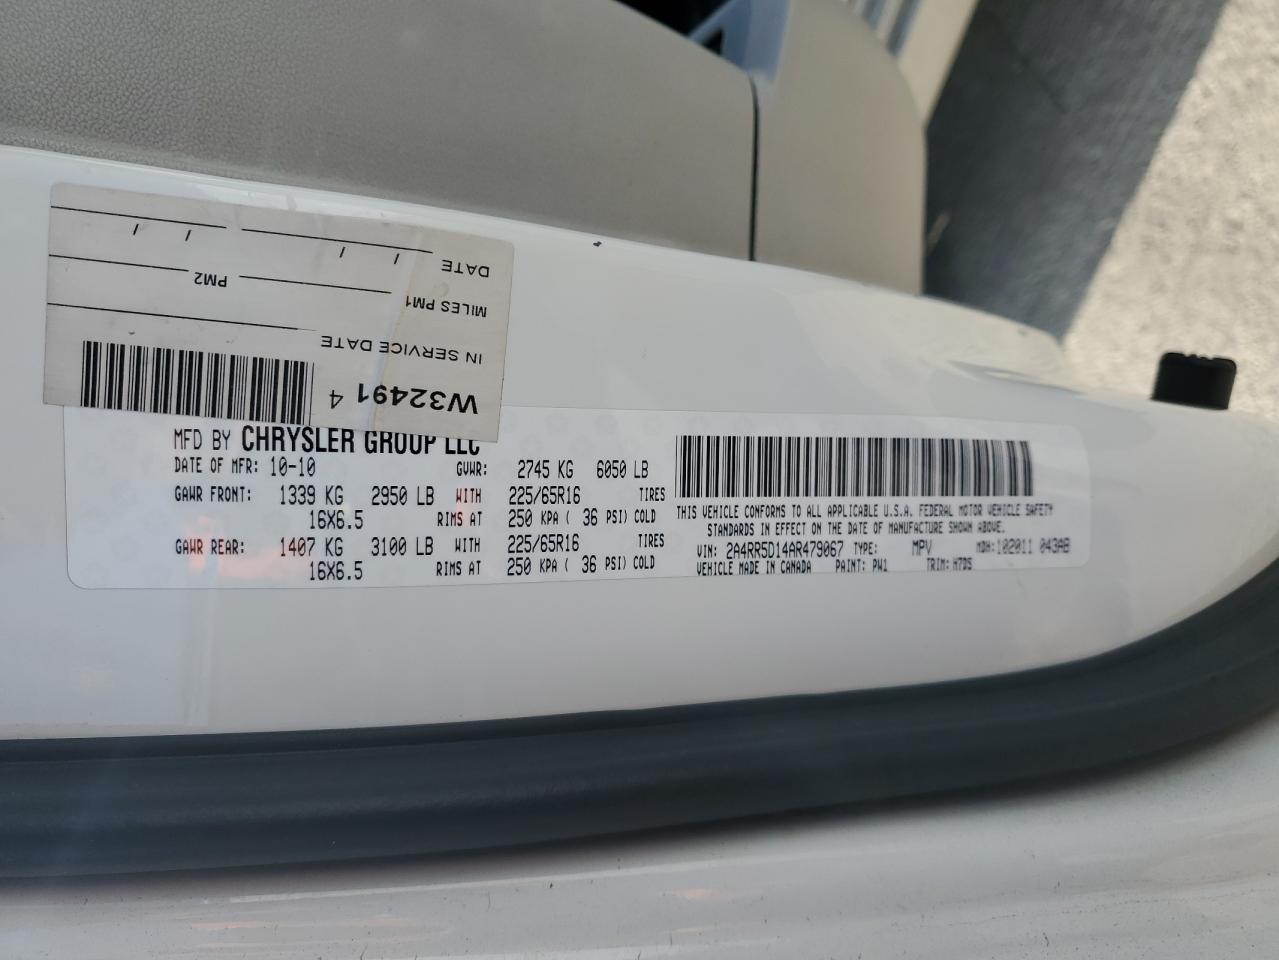 DATE / / / /
MILES PM1 PM2
IN SERVICE DATE
W32491 4
MFD BY CHRYSLER GROUP LLC
DATE OF MFR: 10-10 GVWR: 2745 KG 6050 LB
GAWR FRONT: 1339 KG 2950 LB WITH 225/65R16 TIRES
16X6.5 RIMS AT 250 KPA ( 36 PSI) COLD
GAWR REAR: 1407 KG 3100 LB WITH 225/65R16 TIRES
16X6.5 RIMS AT 250 KPA ( 36 PSI) COLD
THIS VEHICLE CONFORMS TO ALL APPLICABLE U.S.A. FEDERAL MOTOR VEHICLE SAFETY
STANDARDS IN EFFECT ON THE DATE OF MANUFACTURE SHOWN ABOVE.
VIN: 2A4RR5D14AR479067 TYPE: MPV MDH: 102011 043AB
VEHICLE MADE IN CANADA PAINT: PW1 TRIM: H7DS